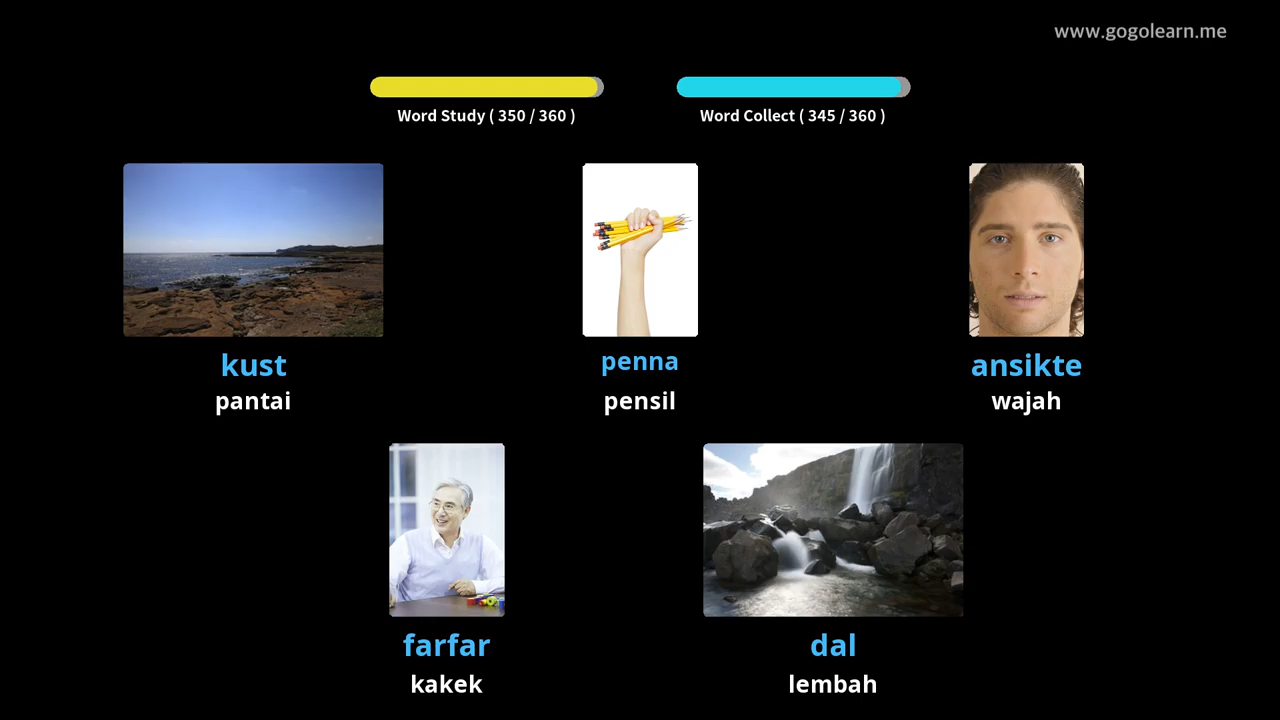 www.gogolearn.me
Word Study ( 350 / 360 )
Word Collect ( 345 / 360 )
kust
pantai
penna
pensil
ansikte
wajah
farfar
kakek
dal
lembah